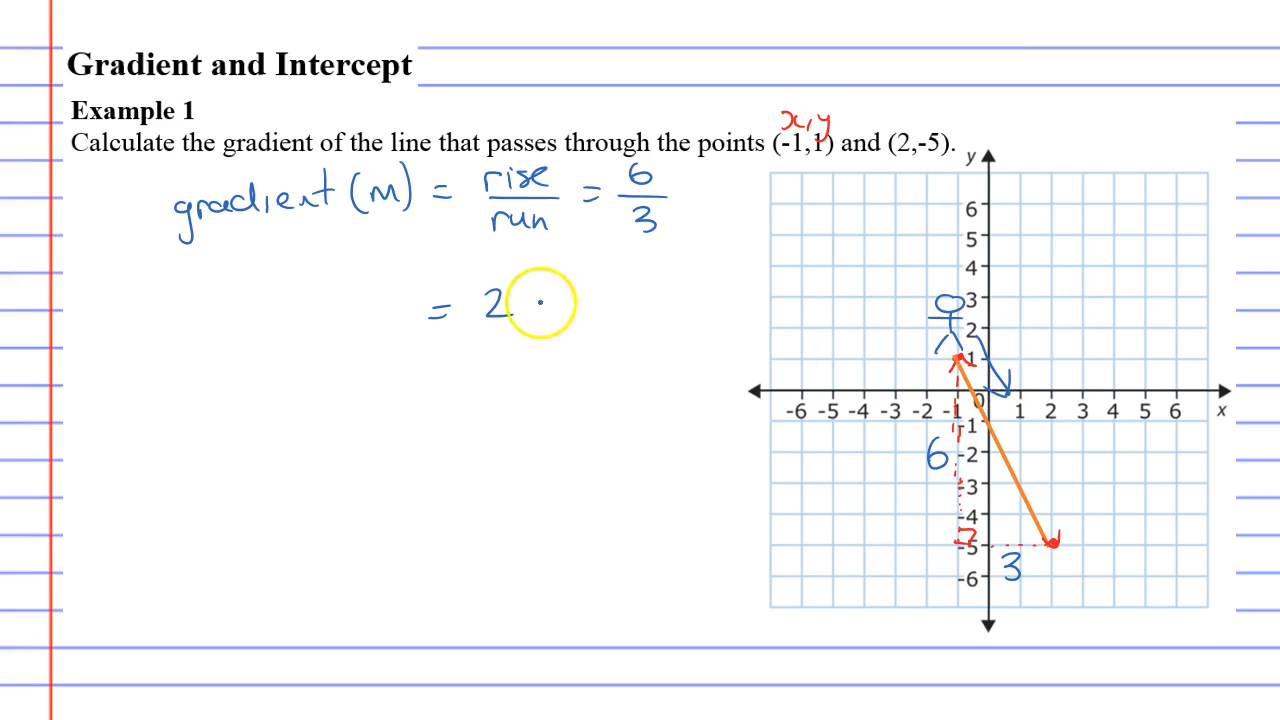 Gradient and Intercept
Example 1
x,y
Calculate the gradient of the line that passes through the points (-1,1) and (2,-5).
gradient (m) = rise/run = 6/3
= 2
y
6
5
4
3
2
1
-6 -5 -4 -3 -2 -1 0 1 2 3 4 5 6 x
-1
6 -2
-3
-4
-5
3
-6